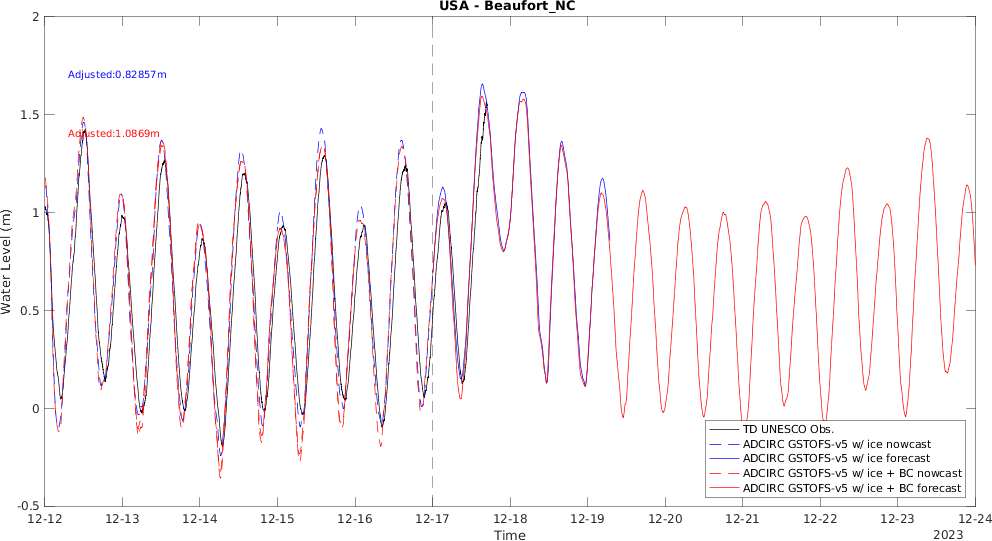 USA - Beaufort_NC
2
Adjusted:0.82857m
1.5
Adjusted:1.0869m
1
Water Level (m)
0.5
0
TD UNESCO Obs.
ADCIRC GSTOFS-v5 w/ ice nowcast
ADCIRC GSTOFS-v5 w/ ice forecast
ADCIRC GSTOFS-v5 w/ ice + BC nowcast
ADCIRC GSTOFS-v5 w/ ice + BC forecast
-0.5
12-12 12-13 12-14 12-15 12-16 12-17 12-18 12-19 12-20 12-21 12-22 12-23 12-24
Time
2023